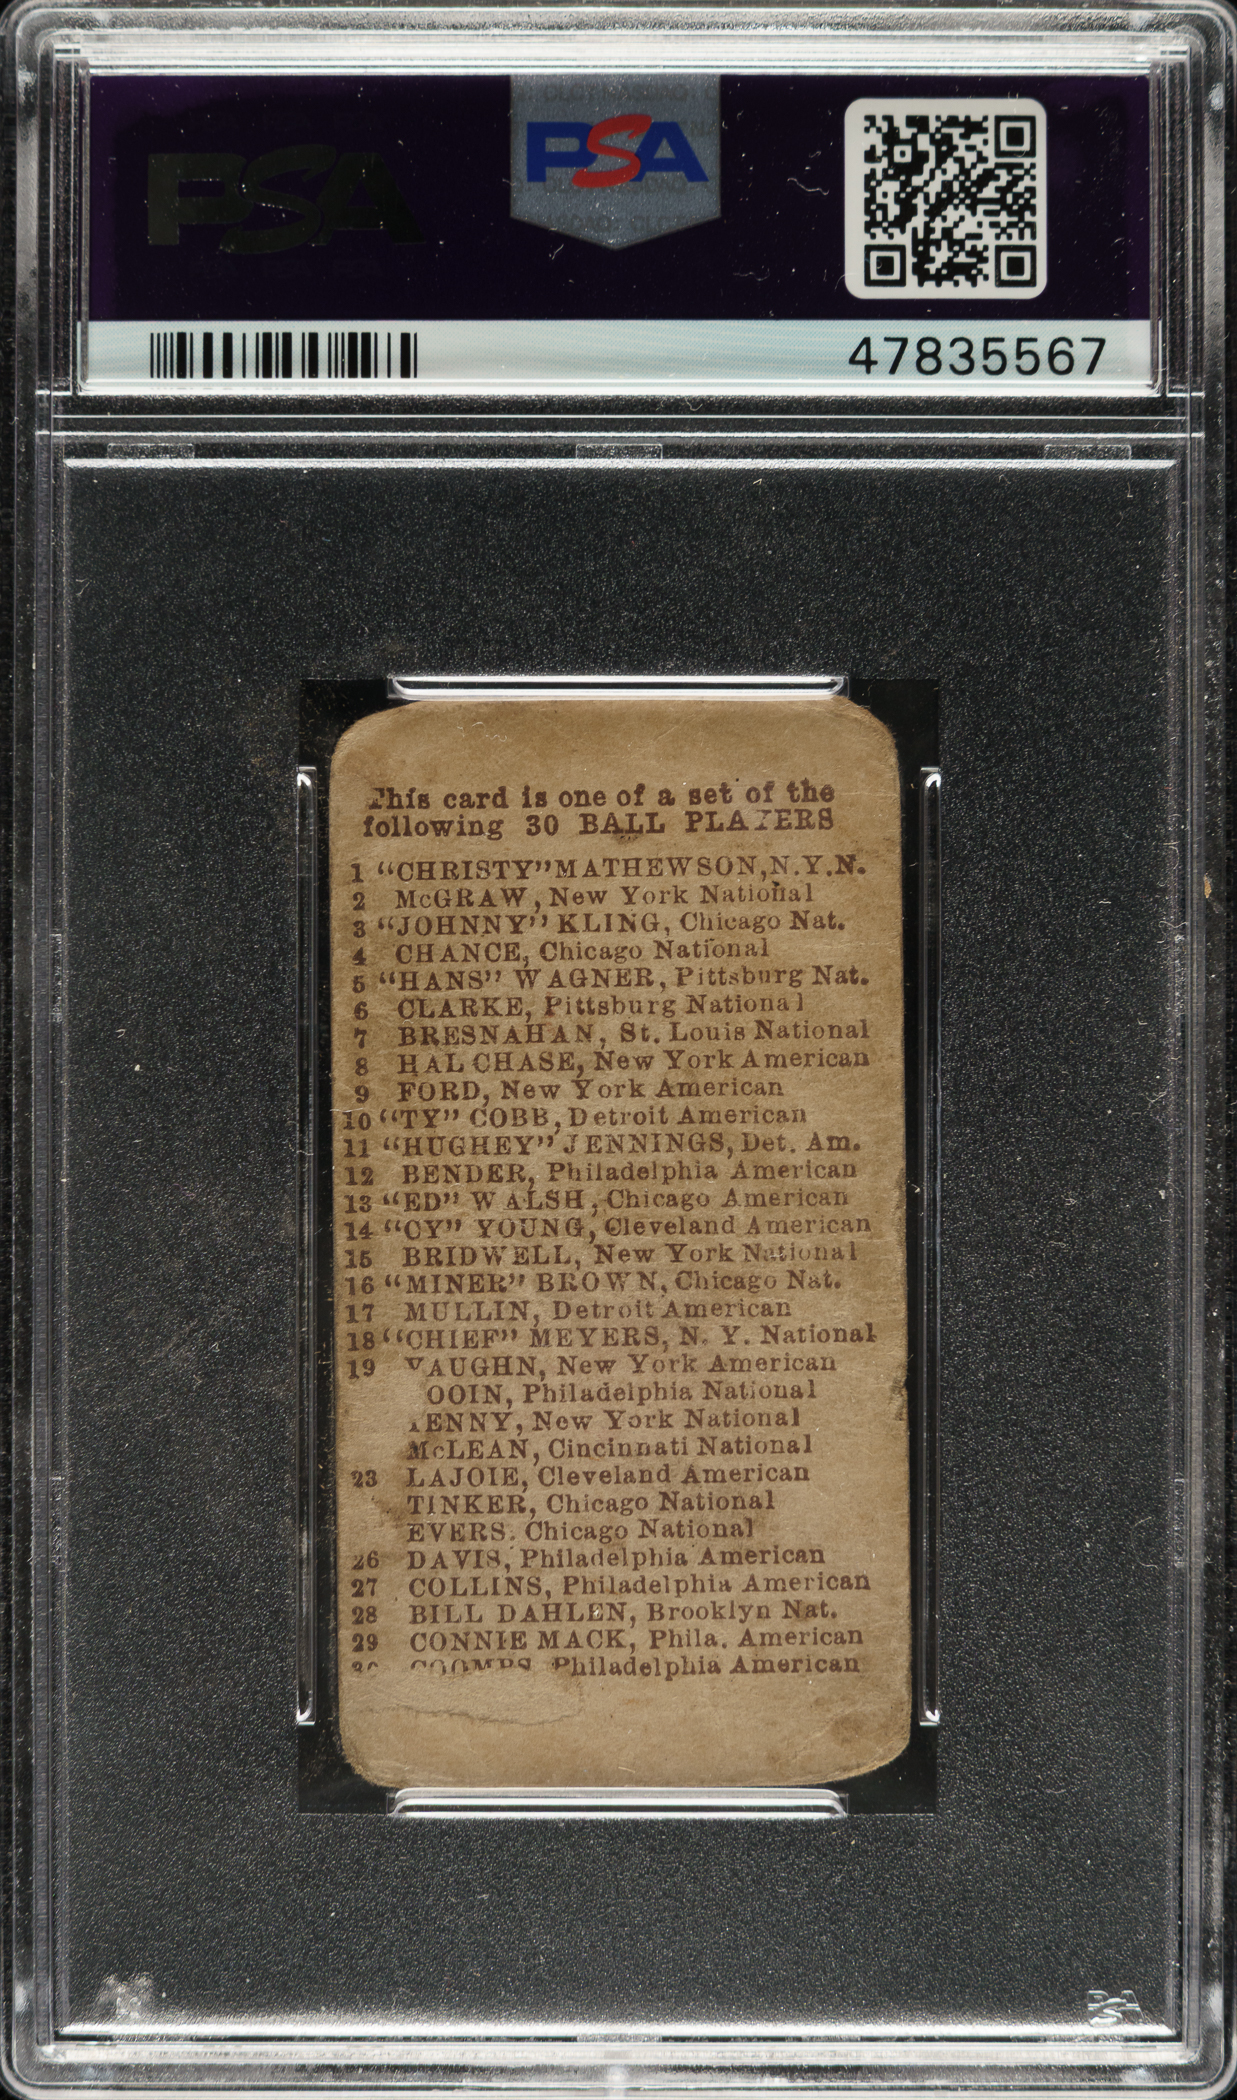 PSA
PSA
47835567
This card is one of a set of the
following 30 BALL PLAYERS
1 "CHRISTY" MATHEWSON, N.Y.N.
2 McGRAW, New York National
3 "JOHNNY" KLING, Chicago Nat.
4 CHANCE, Chicago National
5 "HANS" WAGNER, Pittsburg Nat.
6 CLARKE, Pittsburg National
7 BRESNAHAN, St. Louis National
8 HAL CHASE, New York American
9 FORD, New York American
10 "TY" COBB, Detroit American
11 "HUGHEY" JENNINGS, Det. Am.
12 BENDER, Philadelphia American
13 "ED" WALSH, Chicago American
14 "CY" YOUNG, Cleveland American
15 BRIDWELL, New York National
16 "MINER" BROWN, Chicago Nat.
17 MULLIN, Detroit American
18 "CHIEF" MEYERS, N. Y. National
19 VAUGHN, New York American
OOIN, Philadelphia National
ENNY, New York National
McLEAN, Cincinnati National
23 LAJOIE, Cleveland American
TINKER, Chicago National
EVERS. Chicago National
26 DAVIS, Philadelphia American
27 COLLINS, Philadelphia American
28 BILL DAHLEN, Brooklyn Nat.
29 CONNIE MACK, Phila. American
30 COOMBS, Philadelphia American
PSA